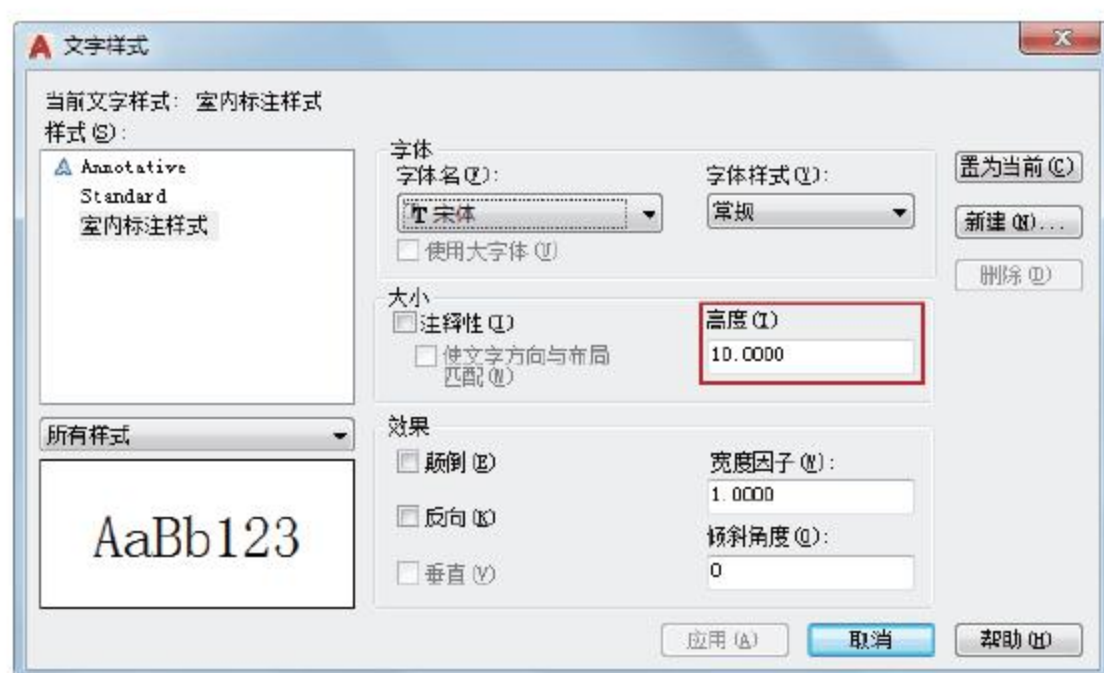 文字样式
当前文字样式: 室内标注样式
样式(S):
Annotative
Standard
室内标注样式
所有样式
AaBb123
字体
字体名(F):
宋体
使用大字体(U)
字体样式(Y):
常规
大小
注释性(I)
使文字方向与布局
匹配(M)
高度(T)
10.0000
效果
颠倒(E)
反向(K)
垂直(V)
宽度因子(W):
1.0000
倾斜角度(O):
0
置为当前(C)
新建(N)...
删除(D)
应用(A)
取消
帮助(H)